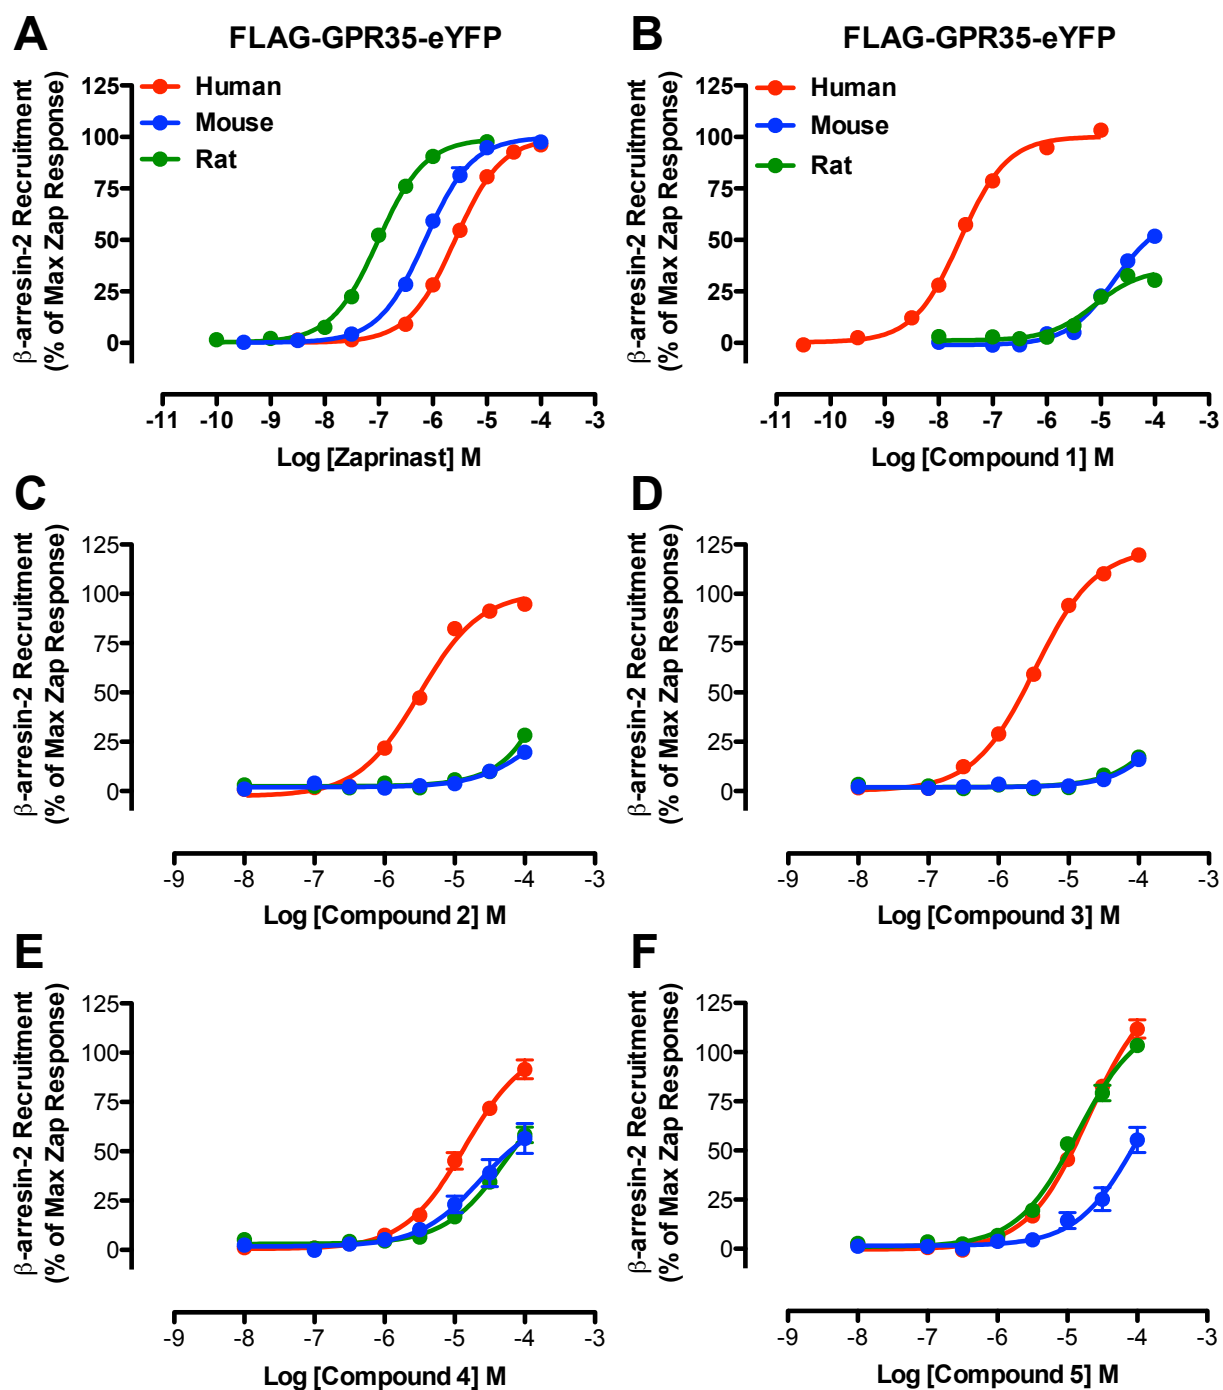 A
FLAG-GPR35-eYFP
β-arresin-2 Recruitment
(% of Max Zap Response)
125
100
75
50
25
0
Human
Mouse
Rat
-11 -10 -9 -8 -7 -6 -5 -4 -3
Log [Zaprinast] M
B
FLAG-GPR35-eYFP
β-arresin-2 Recruitment
(% of Max Zap Response)
125
100
75
50
25
0
Human
Mouse
Rat
-11 -10 -9 -8 -7 -6 -5 -4 -3
Log [Compound 1] M
C
β-arresin-2 Recruitment
(% of Max Zap Response)
125
100
75
50
25
0
-9 -8 -7 -6 -5 -4 -3
Log [Compound 2] M
D
β-arresin-2 Recruitment
(% of Max Zap Response)
125
100
75
50
25
0
-9 -8 -7 -6 -5 -4 -3
Log [Compound 3] M
E
β-arresin-2 Recruitment
(% of Max Zap Response)
125
100
75
50
25
0
-9 -8 -7 -6 -5 -4 -3
Log [Compound 4] M
F
β-arresin-2 Recruitment
(% of Max Zap Response)
125
100
75
50
25
0
-9 -8 -7 -6 -5 -4 -3
Log [Compound 5] M